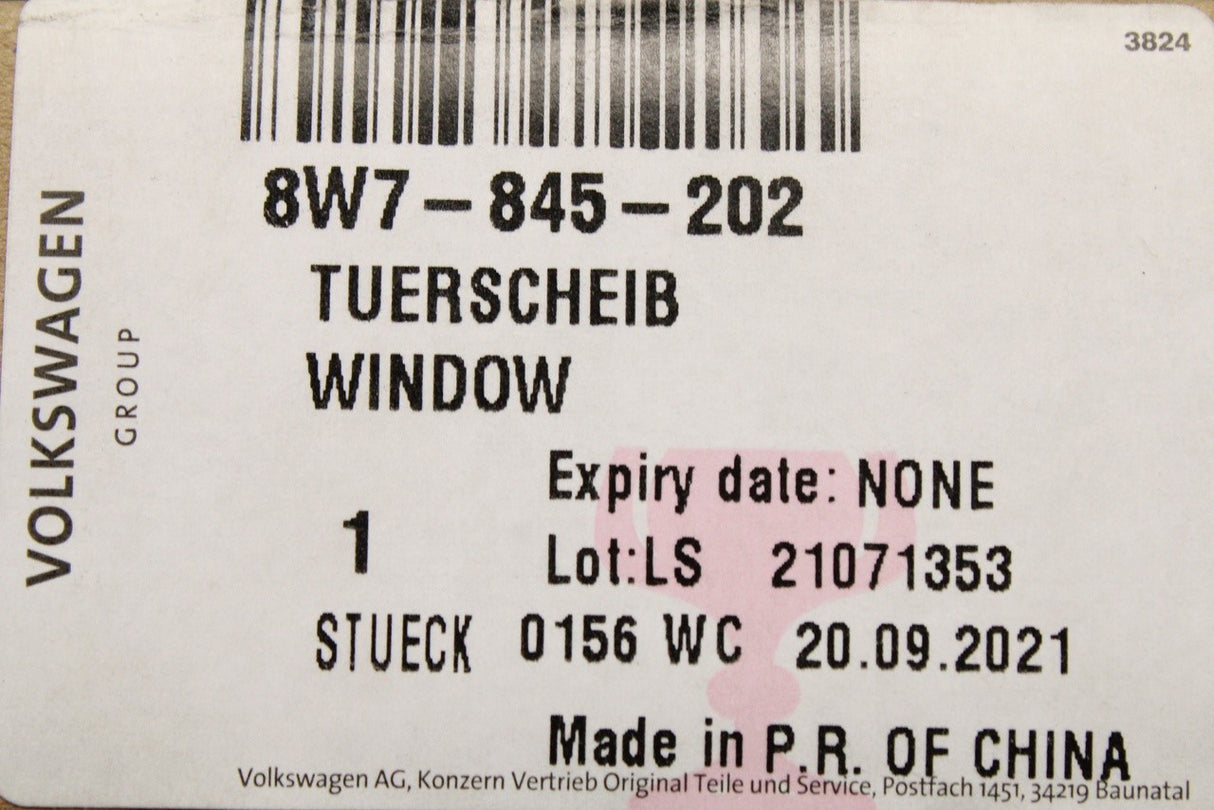 3824
8W7-845-202
TUERSCHEIB
WINDOW
VOLKSWAGEN
GROUP
Expiry date: NONE
1
Lot:LS 21071353
STUECK 0156 WC 20.09.2021
Made in P.R. OF CHINA
Volkswagen AG, Konzern Vertrieb Original Teile und Service, Postfach 1451, 34219 Baunatal